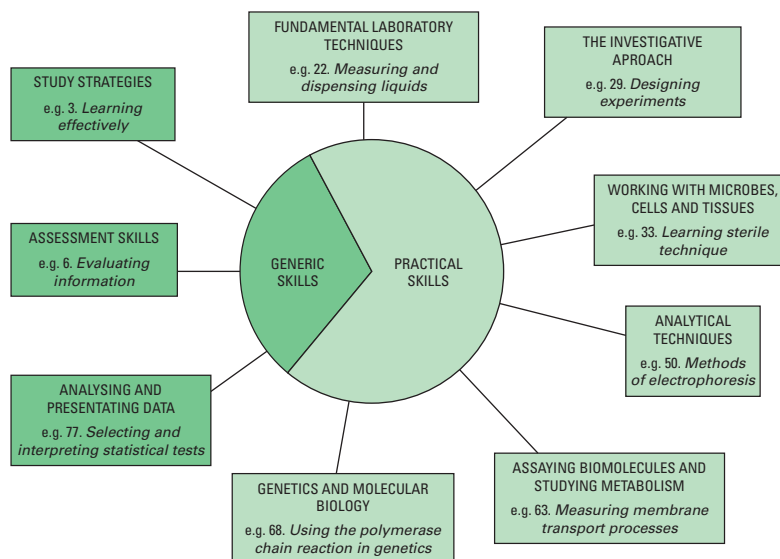 FUNDAMENTAL LABORATORY
TECHNIQUES
e.g. 22. Measuring and
dispensing liquids
THE INVESTIGATIVE
APROACH
e.g. 29. Designing
experiments
STUDY STRATEGIES
e.g. 3. Learning
effectively
WORKING WITH MICROBES,
CELLS AND TISSUES
e.g. 33. Learning sterile
technique
ASSESSMENT SKILLS
e.g. 6. Evaluating
information
GENERIC
SKILLS
PRACTICAL
SKILLS
ANALYTICAL
TECHNIQUES
e.g. 50. Methods
of electrophoresis
ANALYSING AND
PRESENTATING DATA
e.g. 77. Selecting and
interpreting statistical tests
GENETICS AND MOLECULAR
BIOLOGY
e.g. 68. Using the polymerase
chain reaction in genetics
ASSAYING BIOMOLECULES AND
STUDYING METABOLISM
e.g. 63. Measuring membrane
transport processes